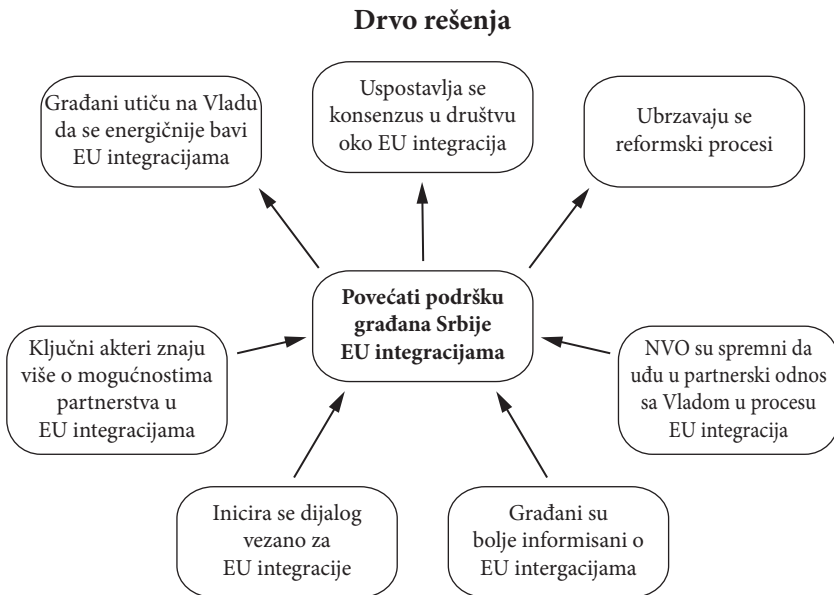 Drvo rešenja
Građani utiču na Vladu
da se energičnije bavi
EU integracijama
Uspostavlja se
konsenzus u društvu
oko EU integracija
Ubrzavaju se
reformski procesi
Povećati podršku
građana Srbije
EU integracijama
Ključni akteri znaju
više o mogućnostima
partnerstva u
EU integracijama
NVO su spremni da
uđu u partnerski odnos
sa Vladom u procesu
EU integracija
Inicira se dijalog
vezano za
EU integracije
Građani su
bolje informisani o
EU intergacijama